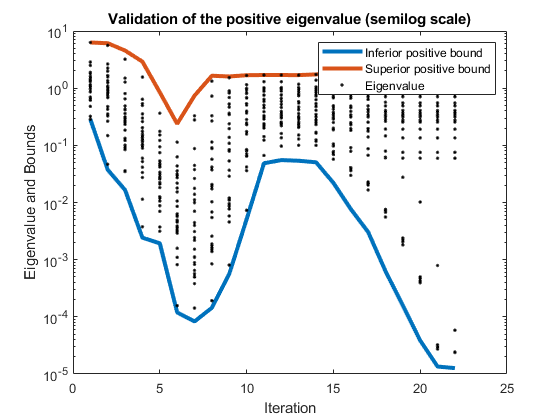 Validation of the positive eigenvalue (semilog scale)
Inferior positive bound
Superior positive bound
Eigenvalue
Eigenvalue and Bounds
10^1
10^0
10^-1
10^-2
10^-3
10^-4
10^-5
0 5 10 15 20 25
Iteration